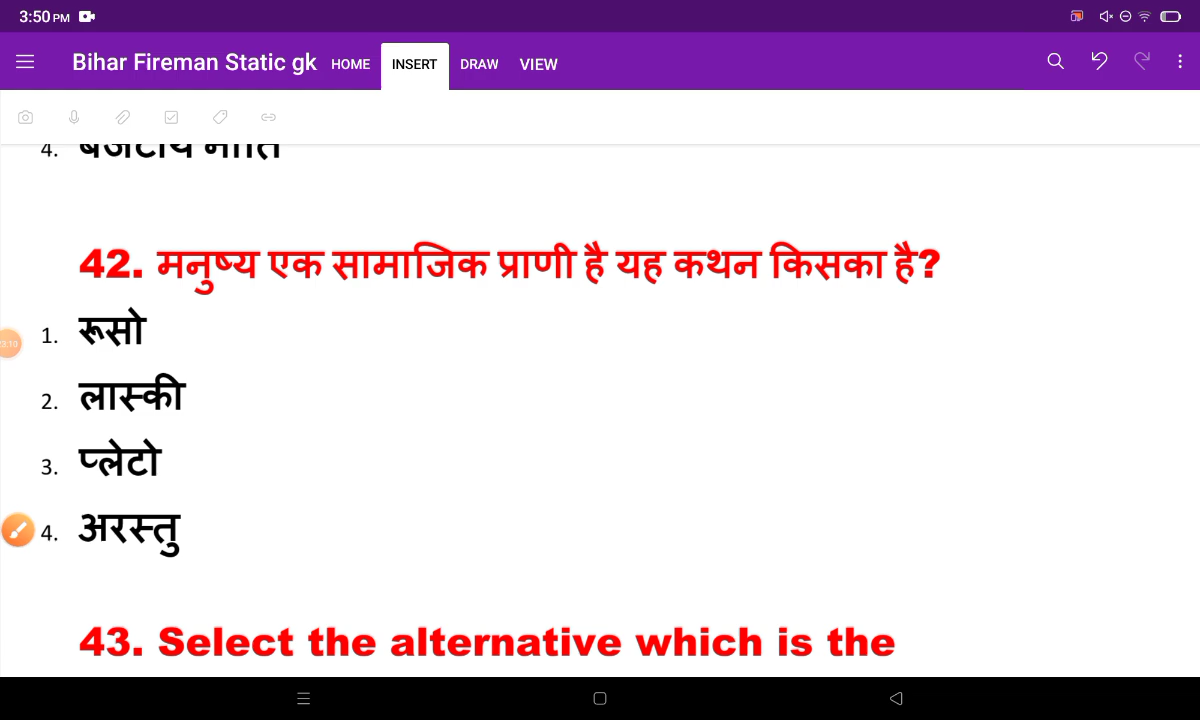 3:50 PM
Bihar Fireman Static gk HOME INSERT DRAW VIEW
4.
42. मनुष्य एक सामाजिक प्राणी है यह कथन किसका है?
1. रूसो
2. लास्की
3. प्लेटो
4. अरस्तु
43. Select the alternative which is the